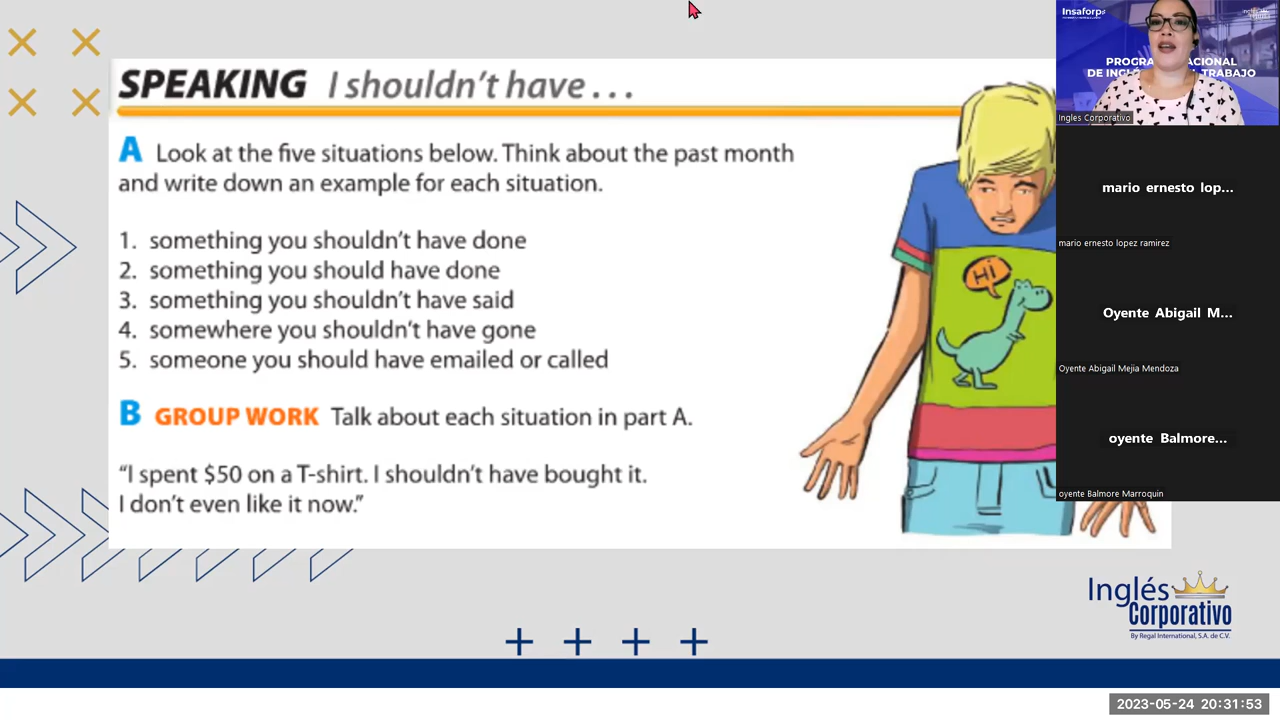 SPEAKING I shouldn't have . . .
A Look at the five situations below. Think about the past month
and write down an example for each situation.
1. something you shouldn't have done
2. something you should have done
3. something you shouldn't have said
4. somewhere you shouldn't have gone
5. someone you should have emailed or called
B GROUP WORK Talk about each situation in part A.
“I spent $50 on a T-shirt. I shouldn't have bought it.
I don't even like it now.”
HI
Insaforp
Ingles Corporativo
mario ernesto lop...
mario ernesto lopez ramirez
Oyente Abigail M...
Oyente Abigail Mejia Mendoza
oyente Balmore...
oyente Balmore Marroquin
Inglés
Corporativo
By Regal International, S.A. de C.V.
2023-05-24 20:31:53